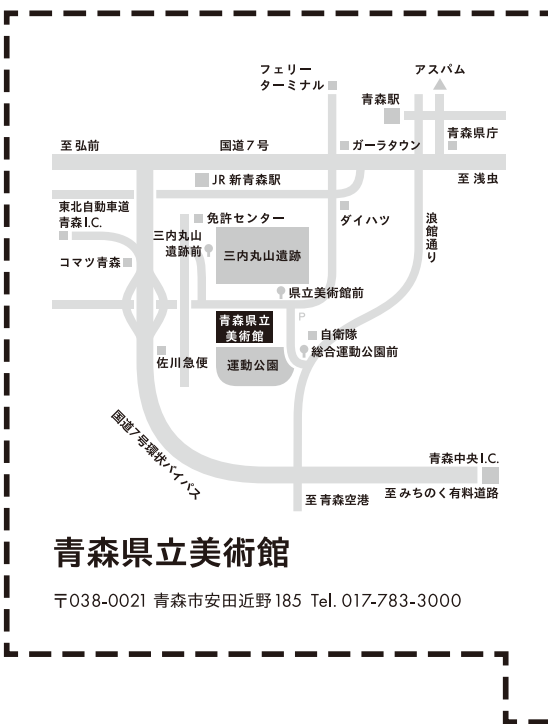 フェリー
ターミナル
アスパム
青森駅
青森県庁
至 弘前
国道7号
ガーラタウン
至 浅虫
JR 新青森駅
東北自動車道
青森 I.C.
免許センター
ダイハツ
浪館通り
三内丸山
遺跡前
三内丸山遺跡
コマツ青森
県立美術館前
青森県立
美術館
P
自衛隊
総合運動公園前
佐川急便
運動公園
国道7号環状バイパス
青森中央 I.C.
至 青森空港
至 みちのく有料道路
青森県立美術館
〒038-0021 青森市安田近野 185 Tel. 017-783-3000